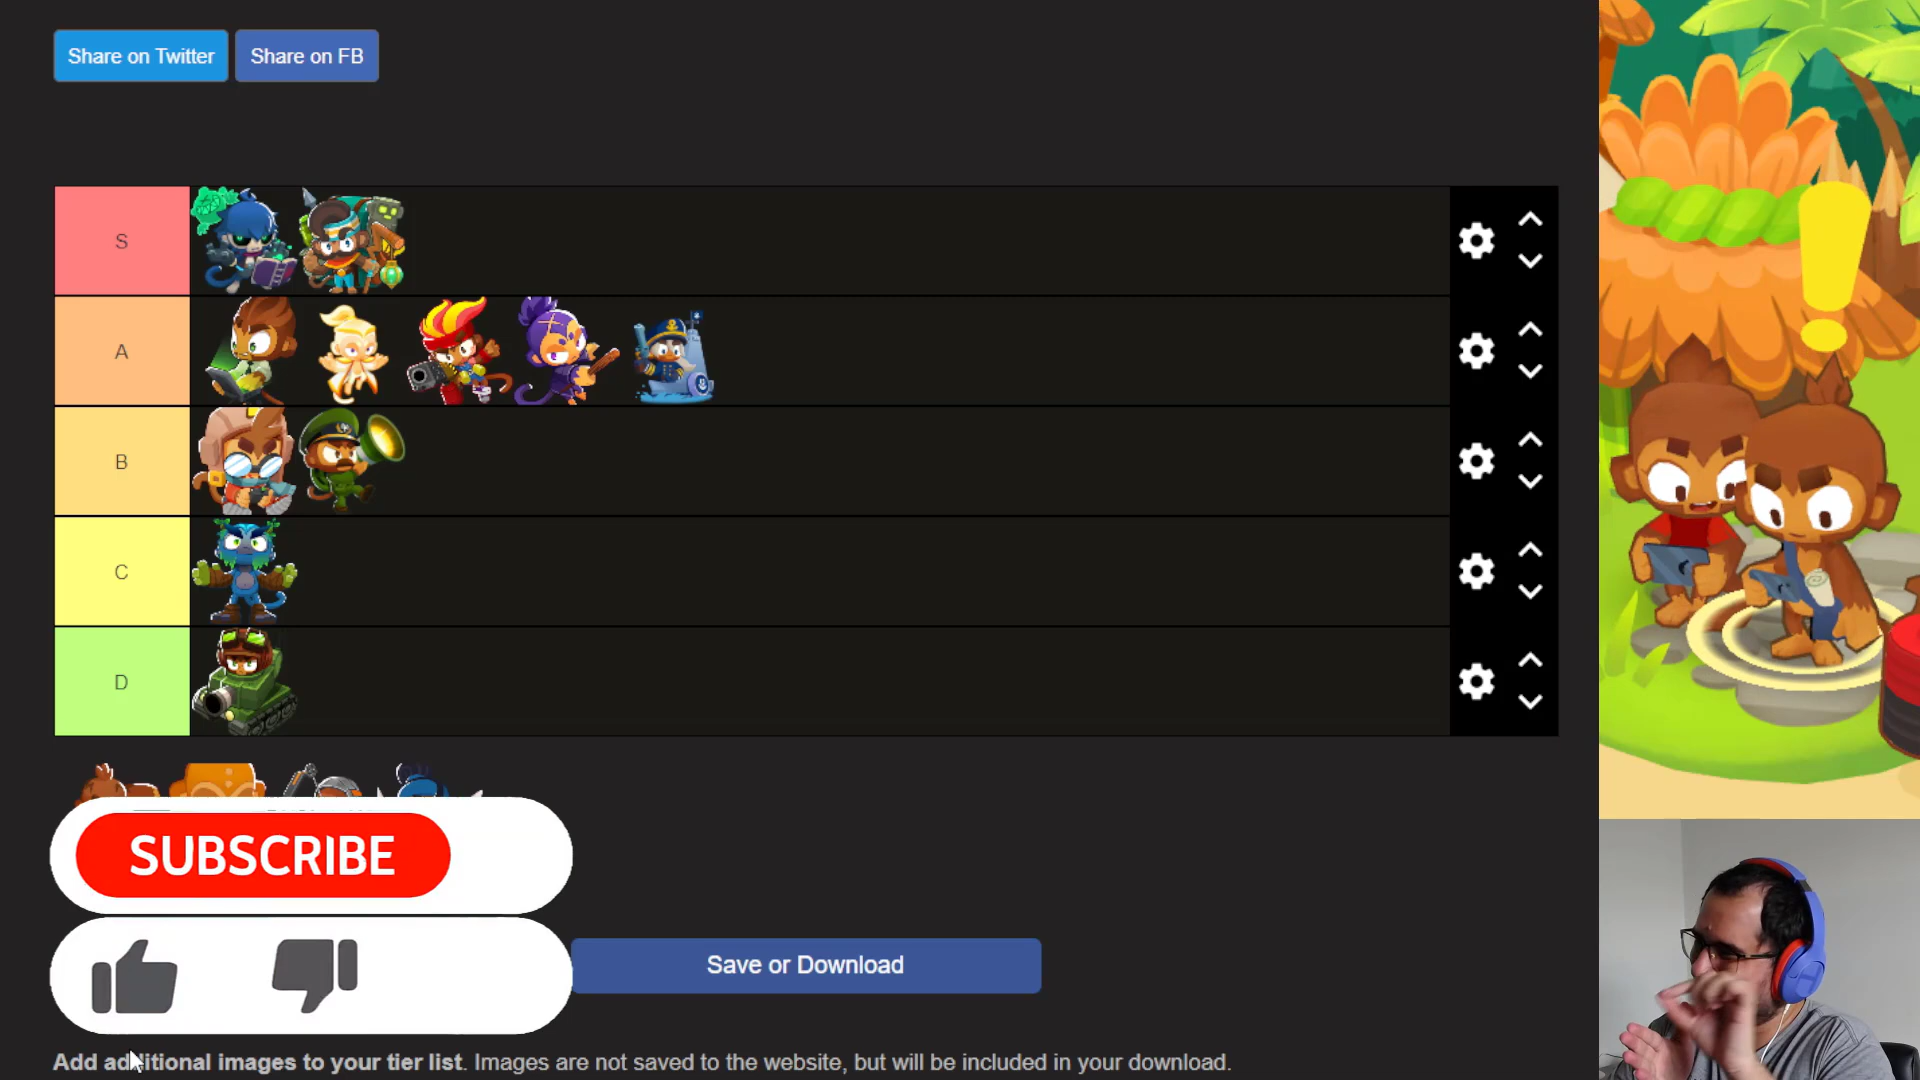 Share on Twitter Share on FB
S
A
B
C
D
SUBSCRIBE
Save or Download
Add additional images to your tier list. Images are not saved to the website, but will be included in your download.